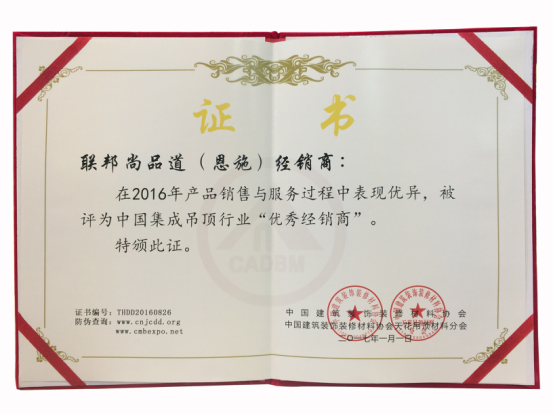 证 书
联邦尚品道（恩施）经销商：
在2016年产品销售与服务过程中表现优异，被
评为中国集成吊顶行业“优秀经销商”。
特颁此证。
CADSM
证书编号：THDD20160826
防伪查询：www.cnjcdd.org
www.cmbexpo.net
中国建筑装饰装修材料协会
中国建筑装饰装修材料协会天花吊顶材料分会
二〇一七年一月一日